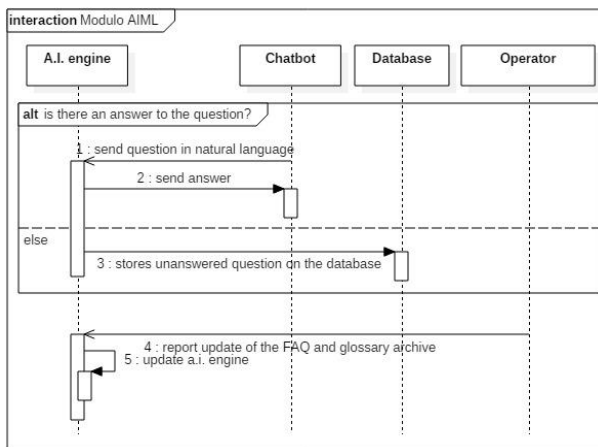 interaction Modulo AIML
A.I. engine
Chatbot
Database
Operator
alt is there an answer to the question?
1 : send question in natural language
2 : send answer
else
3 : stores unanswered question on the database
4 : report update of the FAQ and glossary archive
5 : update a.i. engine